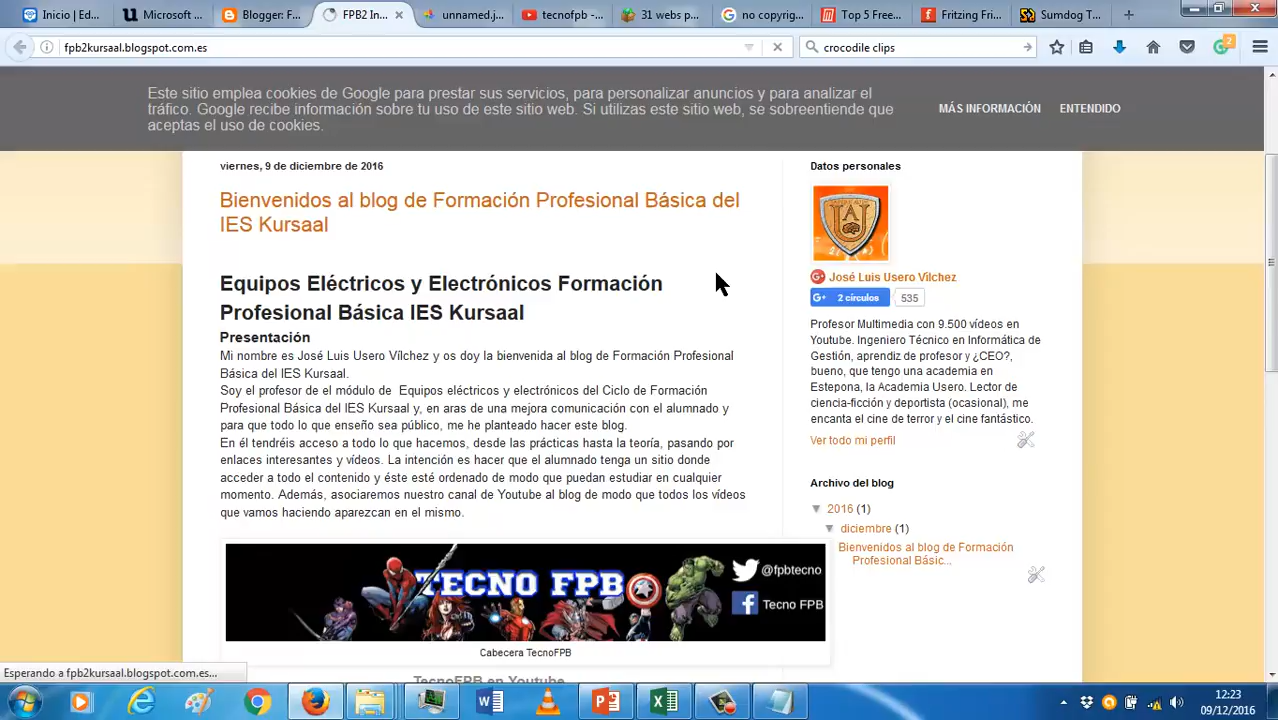 Inicio | Ed...
Microsoft ...
Blogger: F...
FPB2 In...
unnamed.j...
tecnofpb -...
31 webs p...
no copyrig...
Top 5 Free...
Fritzing Fri...
Sumdog T...
fpb2kursaal.blogspot.com.es
crocodile clips
2
Este sitio emplea cookies de Google para prestar sus servicios, para personalizar anuncios y para analizar el
tráfico. Google recibe información sobre tu uso de este sitio web. Si utilizas este sitio web, se sobreentiende que
aceptas el uso de cookies.
MÁS INFORMACIÓN
ENTENDIDO
viernes, 9 de diciembre de 2016
Bienvenidos al blog de Formación Profesional Básica del
IES Kursaal
Equipos Eléctricos y Electrónicos Formación
Profesional Básica IES Kursaal
Presentación
Mi nombre es José Luis Usero Vílchez y os doy la bienvenida al blog de Formación Profesional
Básica del IES Kursaal.
Soy el profesor de el módulo de Equipos eléctricos y electrónicos del Ciclo de Formación
Profesional Básica del IES Kursaal y, en aras de una mejora comunicación con el alumnado y
para que todo lo que enseño sea público, me he planteado hacer este blog.
En él tendréis acceso a todo lo que hacemos, desde las prácticas hasta la teoría, pasando por
enlaces interesantes y vídeos. La intención es hacer que el alumnado tenga un sitio donde
acceder a todo el contenido y éste esté ordenado de modo que puedan estudiar en cualquier
momento. Además, asociaremos nuestro canal de Youtube al blog de modo que todos los vídeos
que vamos haciendo aparezcan en el mismo.
TECNO FPB
@fpbtecno
Tecno FPB
Cabecera TecnoFPB
TecnoFPB en Youtube
Datos personales
José Luis Usero Vílchez
G+ 2 círculos 535
Profesor Multimedia con 9.500 vídeos en
Youtube. Ingeniero Técnico en Informática de
Gestión, aprendiz de profesor y ¿CEO?,
bueno, que tengo una academia en
Estepona, la Academia Usero. Lector de
ciencia-ficción y deportista (ocasional), me
encanta el cine de terror y el cine fantástico.
Ver todo mi perfil
Archivo del blog
▼ 2016 (1)
▼ diciembre (1)
Bienvenidos al blog de Formación
Profesional Básic...
Esperando a fpb2kursaal.blogspot.com.es...
12:23
09/12/2016